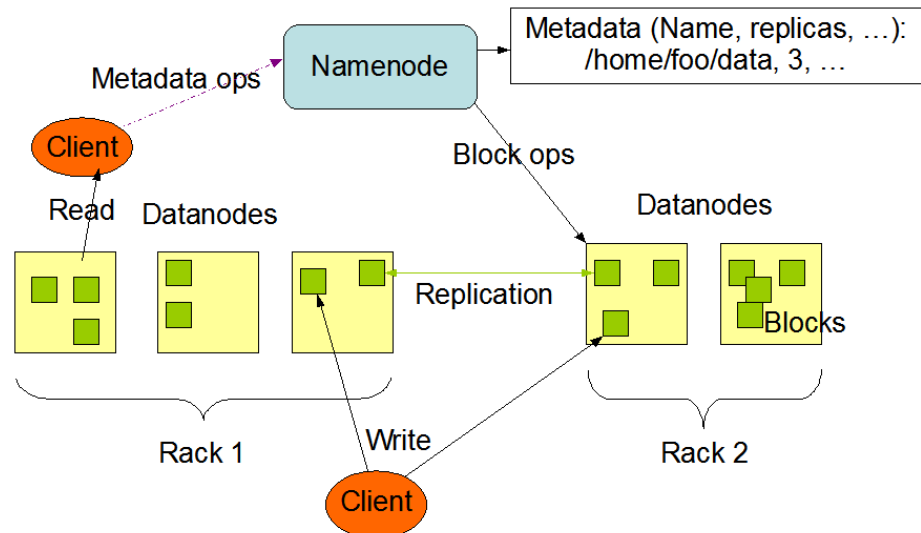 Metadata (Name, replicas, …):
/home/foo/data, 3, …
Namenode
Metadata ops
Client
Block ops
Read
Datanodes
Datanodes
Replication
Blocks
Rack 1
Write
Rack 2
Client